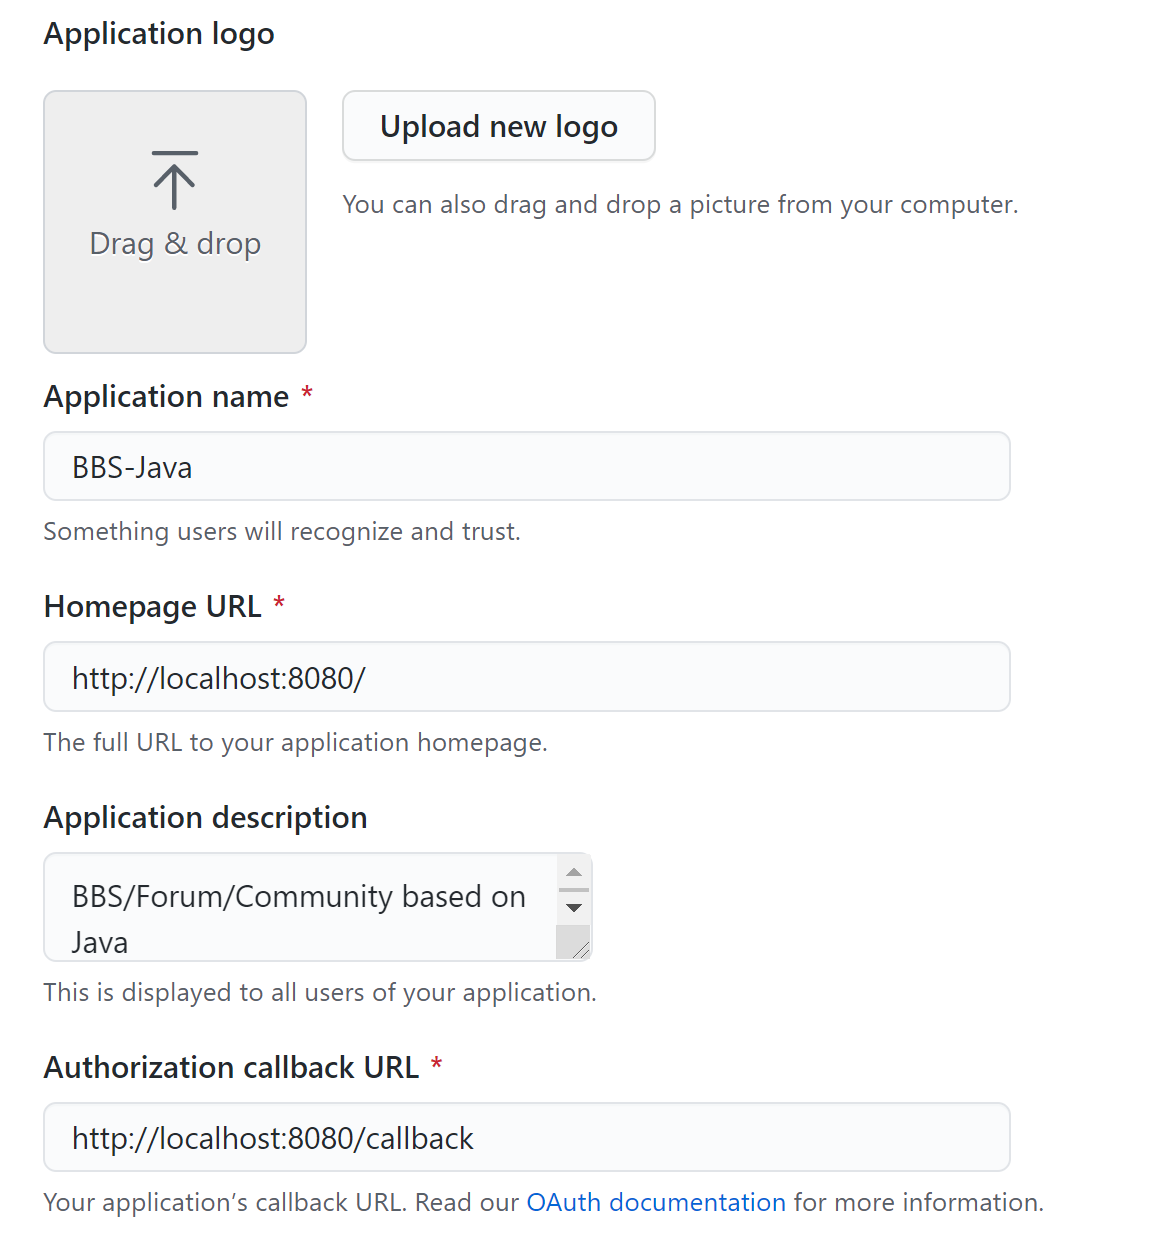 Application logo
Upload new logo
You can also drag and drop a picture from your computer.
Drag & drop
Application name *
BBS-Java
Something users will recognize and trust.
Homepage URL *
http://localhost:8080/
The full URL to your application homepage.
Application description
BBS/Forum/Community based on
Java
This is displayed to all users of your application.
Authorization callback URL *
http://localhost:8080/callback
Your application’s callback URL. Read our OAuth documentation for more information.